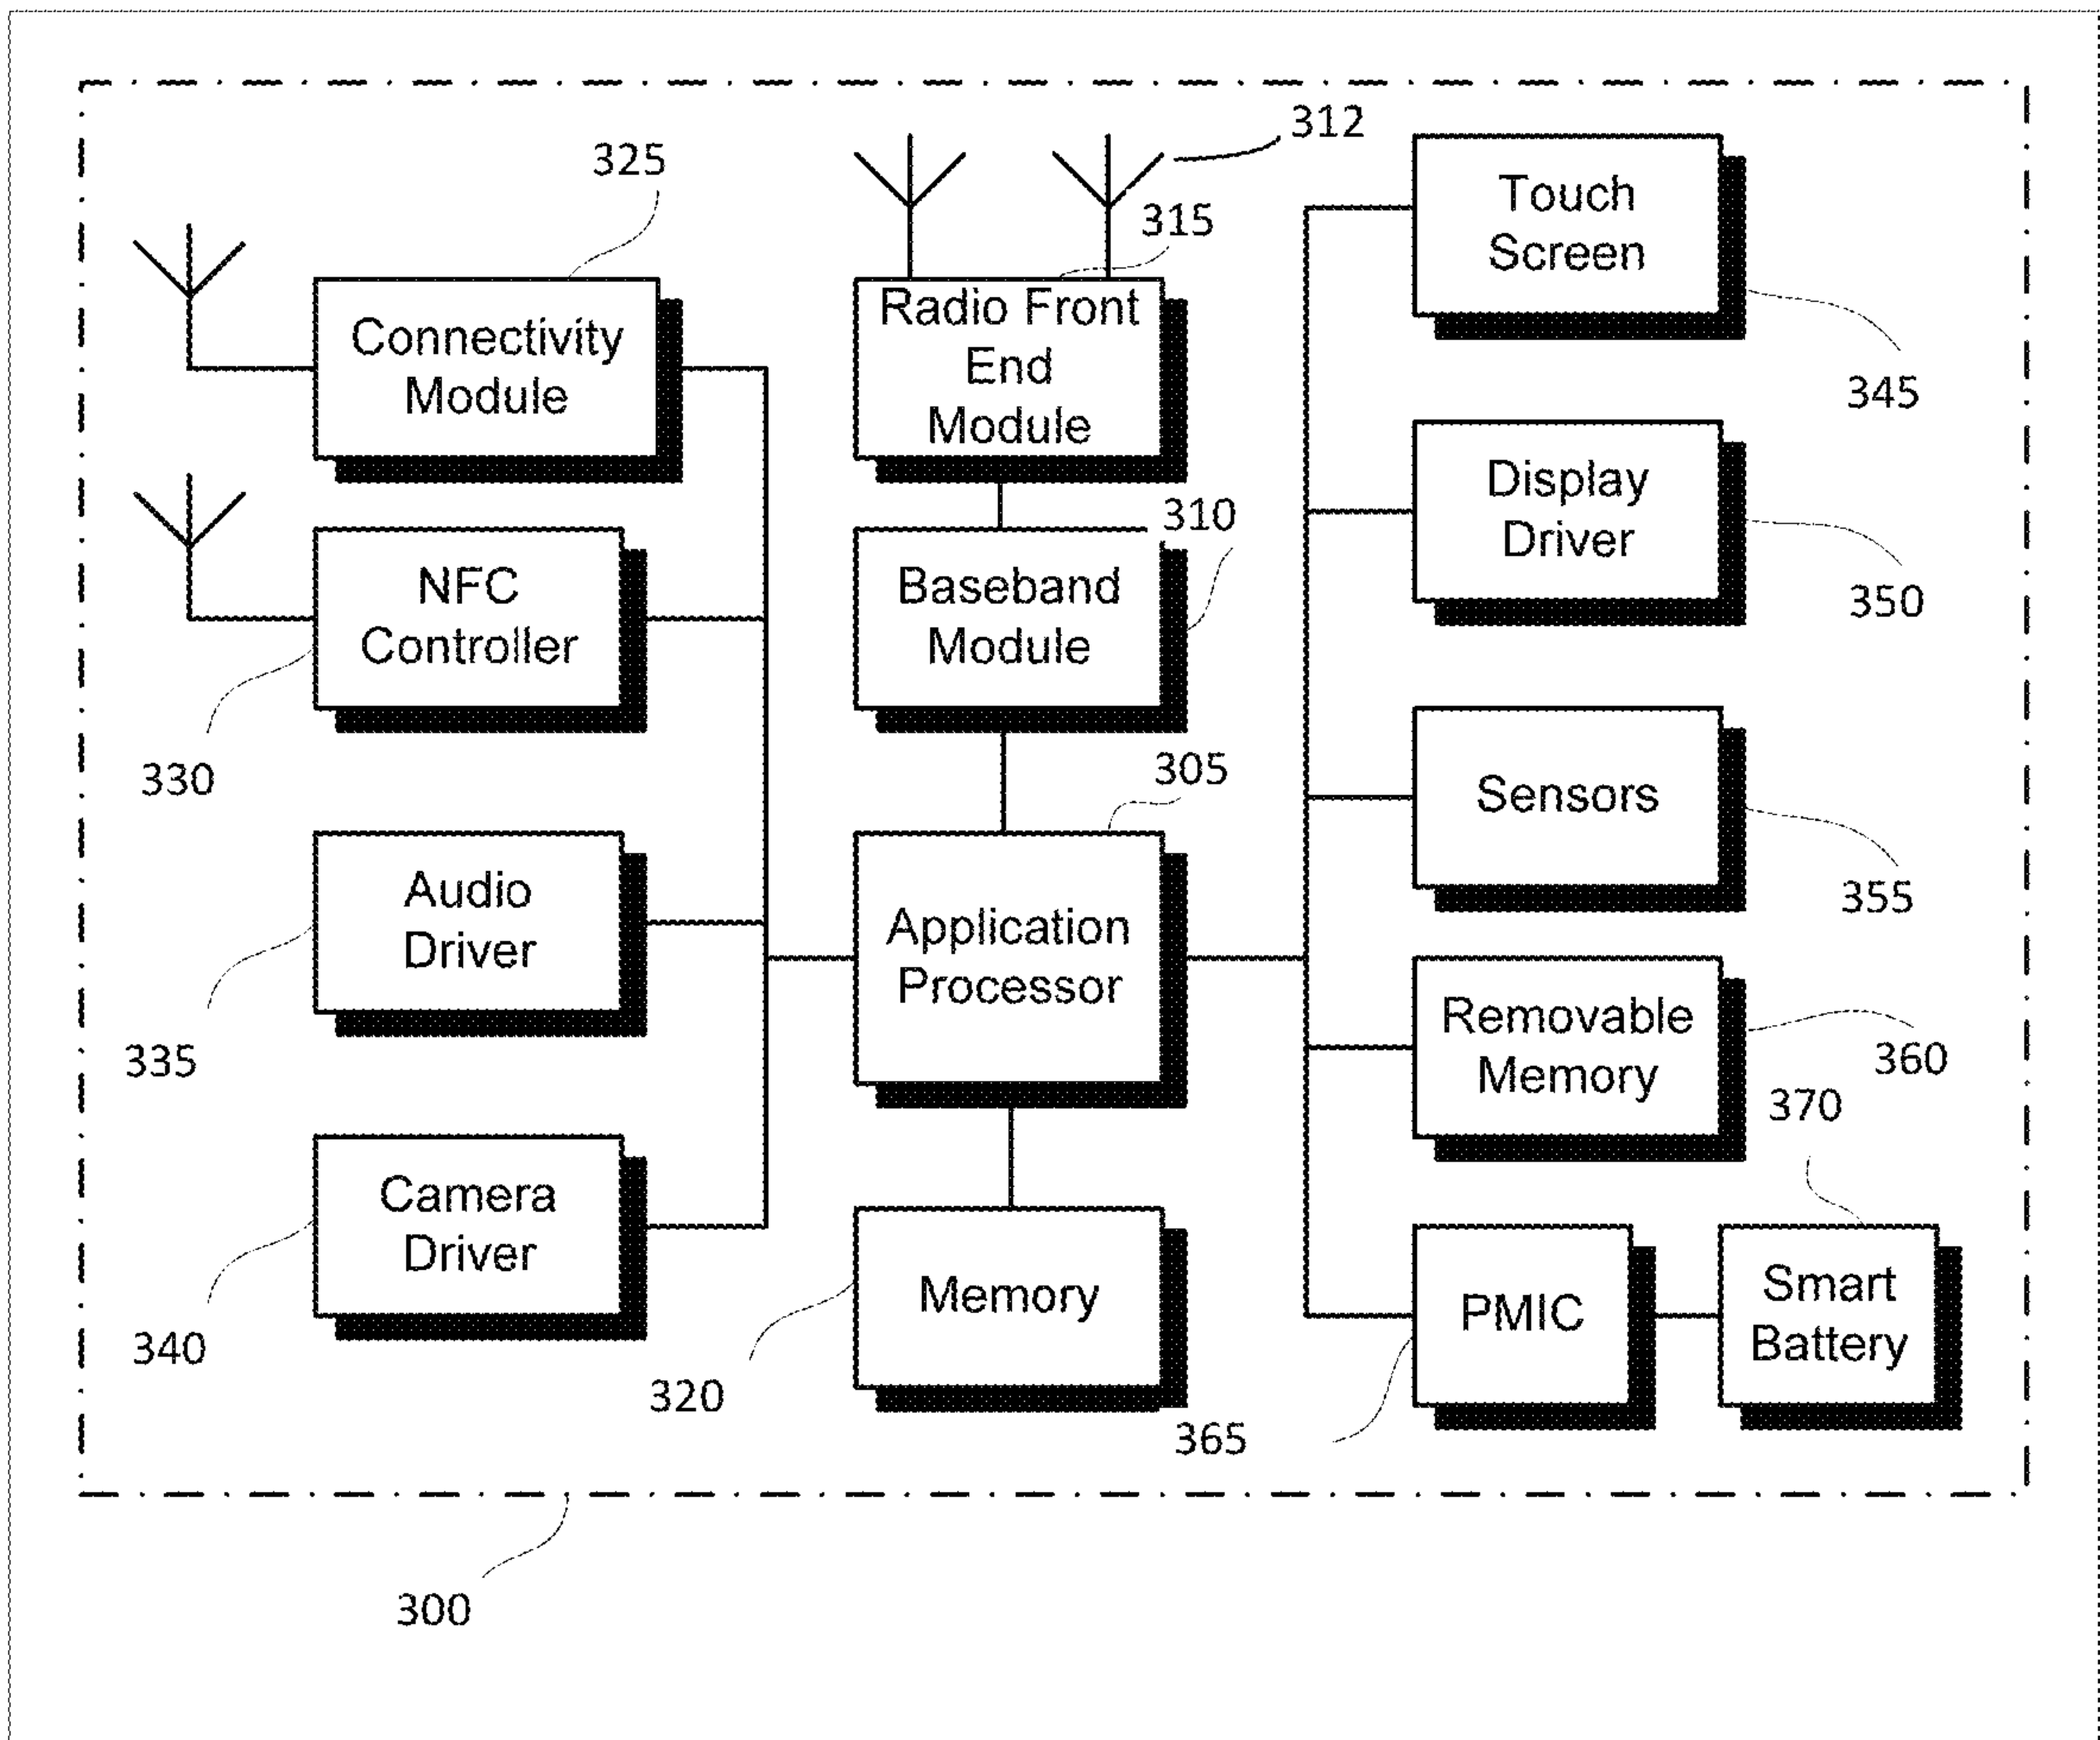 312
325
Touch
Screen
315
Connectivity
Module
Radio Front
End
Module
345
Display
Driver
310
NFC
Controller
Baseband
Module
350
330
305
Sensors
Audio
Driver
355
Application
Processor
Removable
Memory
335
360
370
Camera
Driver
Memory
PMIC
Smart
Battery
340
320
365
300